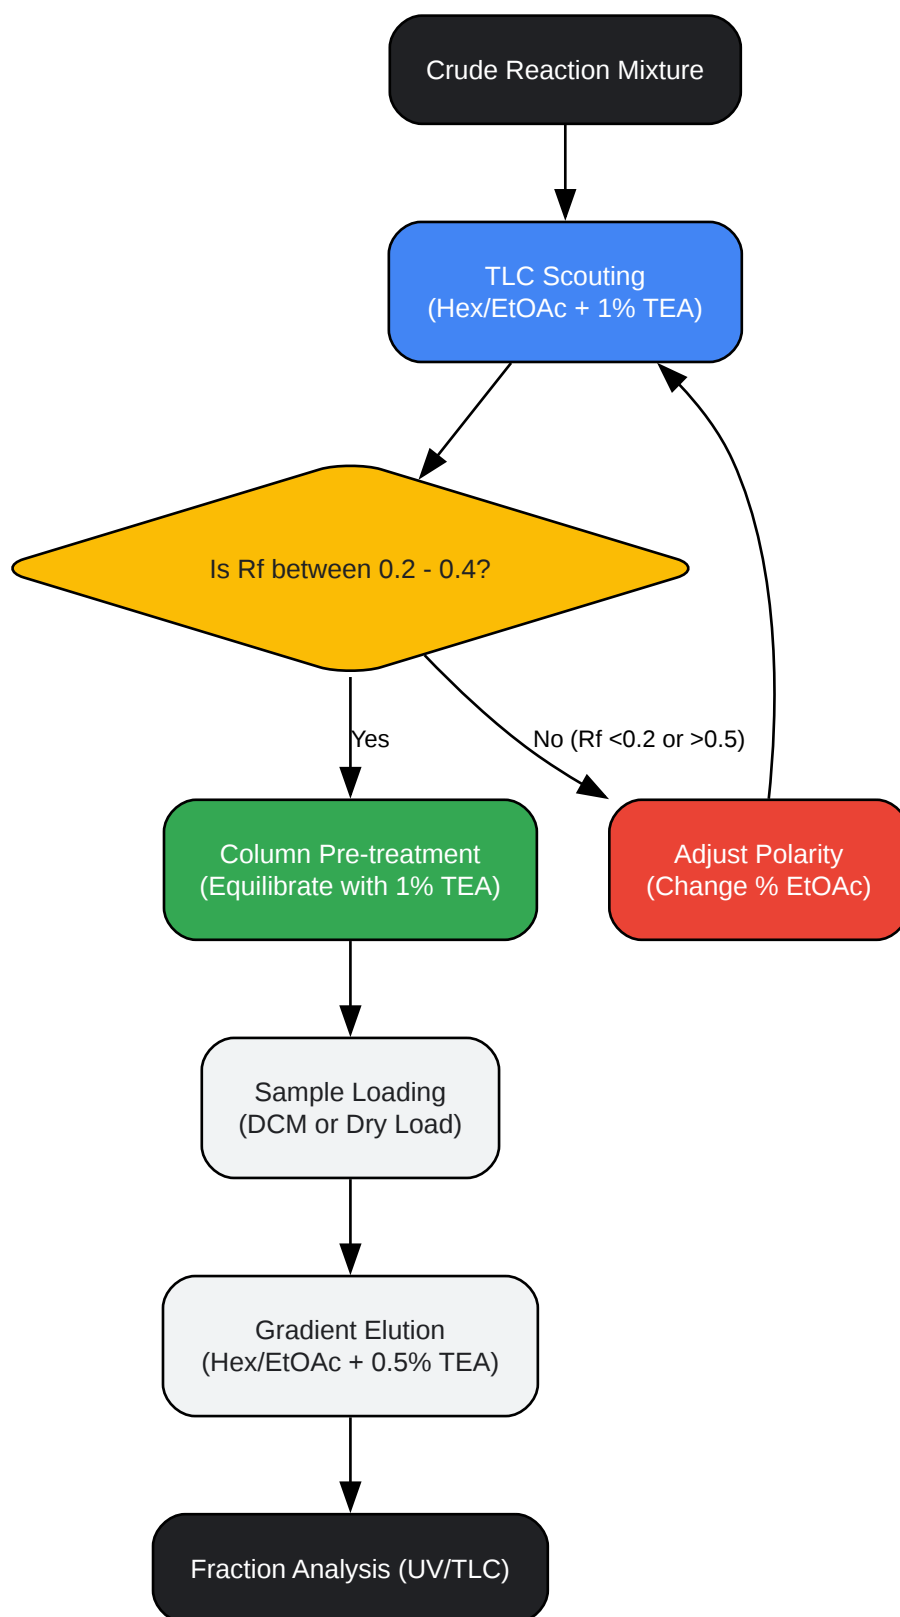 Crude Reaction Mixture
TLC Scouting
(Hex/EtOAc + 1% TEA)
Is Rf between 0.2 - 0.4?
Yes
No (Rf <0.2 or >0.5)
Column Pre-treatment
(Equilibrate with 1% TEA)
Adjust Polarity
(Change % EtOAc)
Sample Loading
(DCM or Dry Load)
Gradient Elution
(Hex/EtOAc + 0.5% TEA)
Fraction Analysis (UV/TLC)